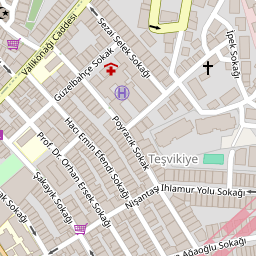 Valikonağı Caddesi
Sezai Selek Sokağı
İpek Sokağı
Güzelbahçe Sokak
H
Poyracık Sokak
Hacı Emin Efendi Sokağı
Prof. Dr. Orhan Ersek Sokağı
Şakayık Sokağı
Teşvikiye
Nişantaşı Ihlamur Yolu Sokağı
Ağaoğlu Sokağı